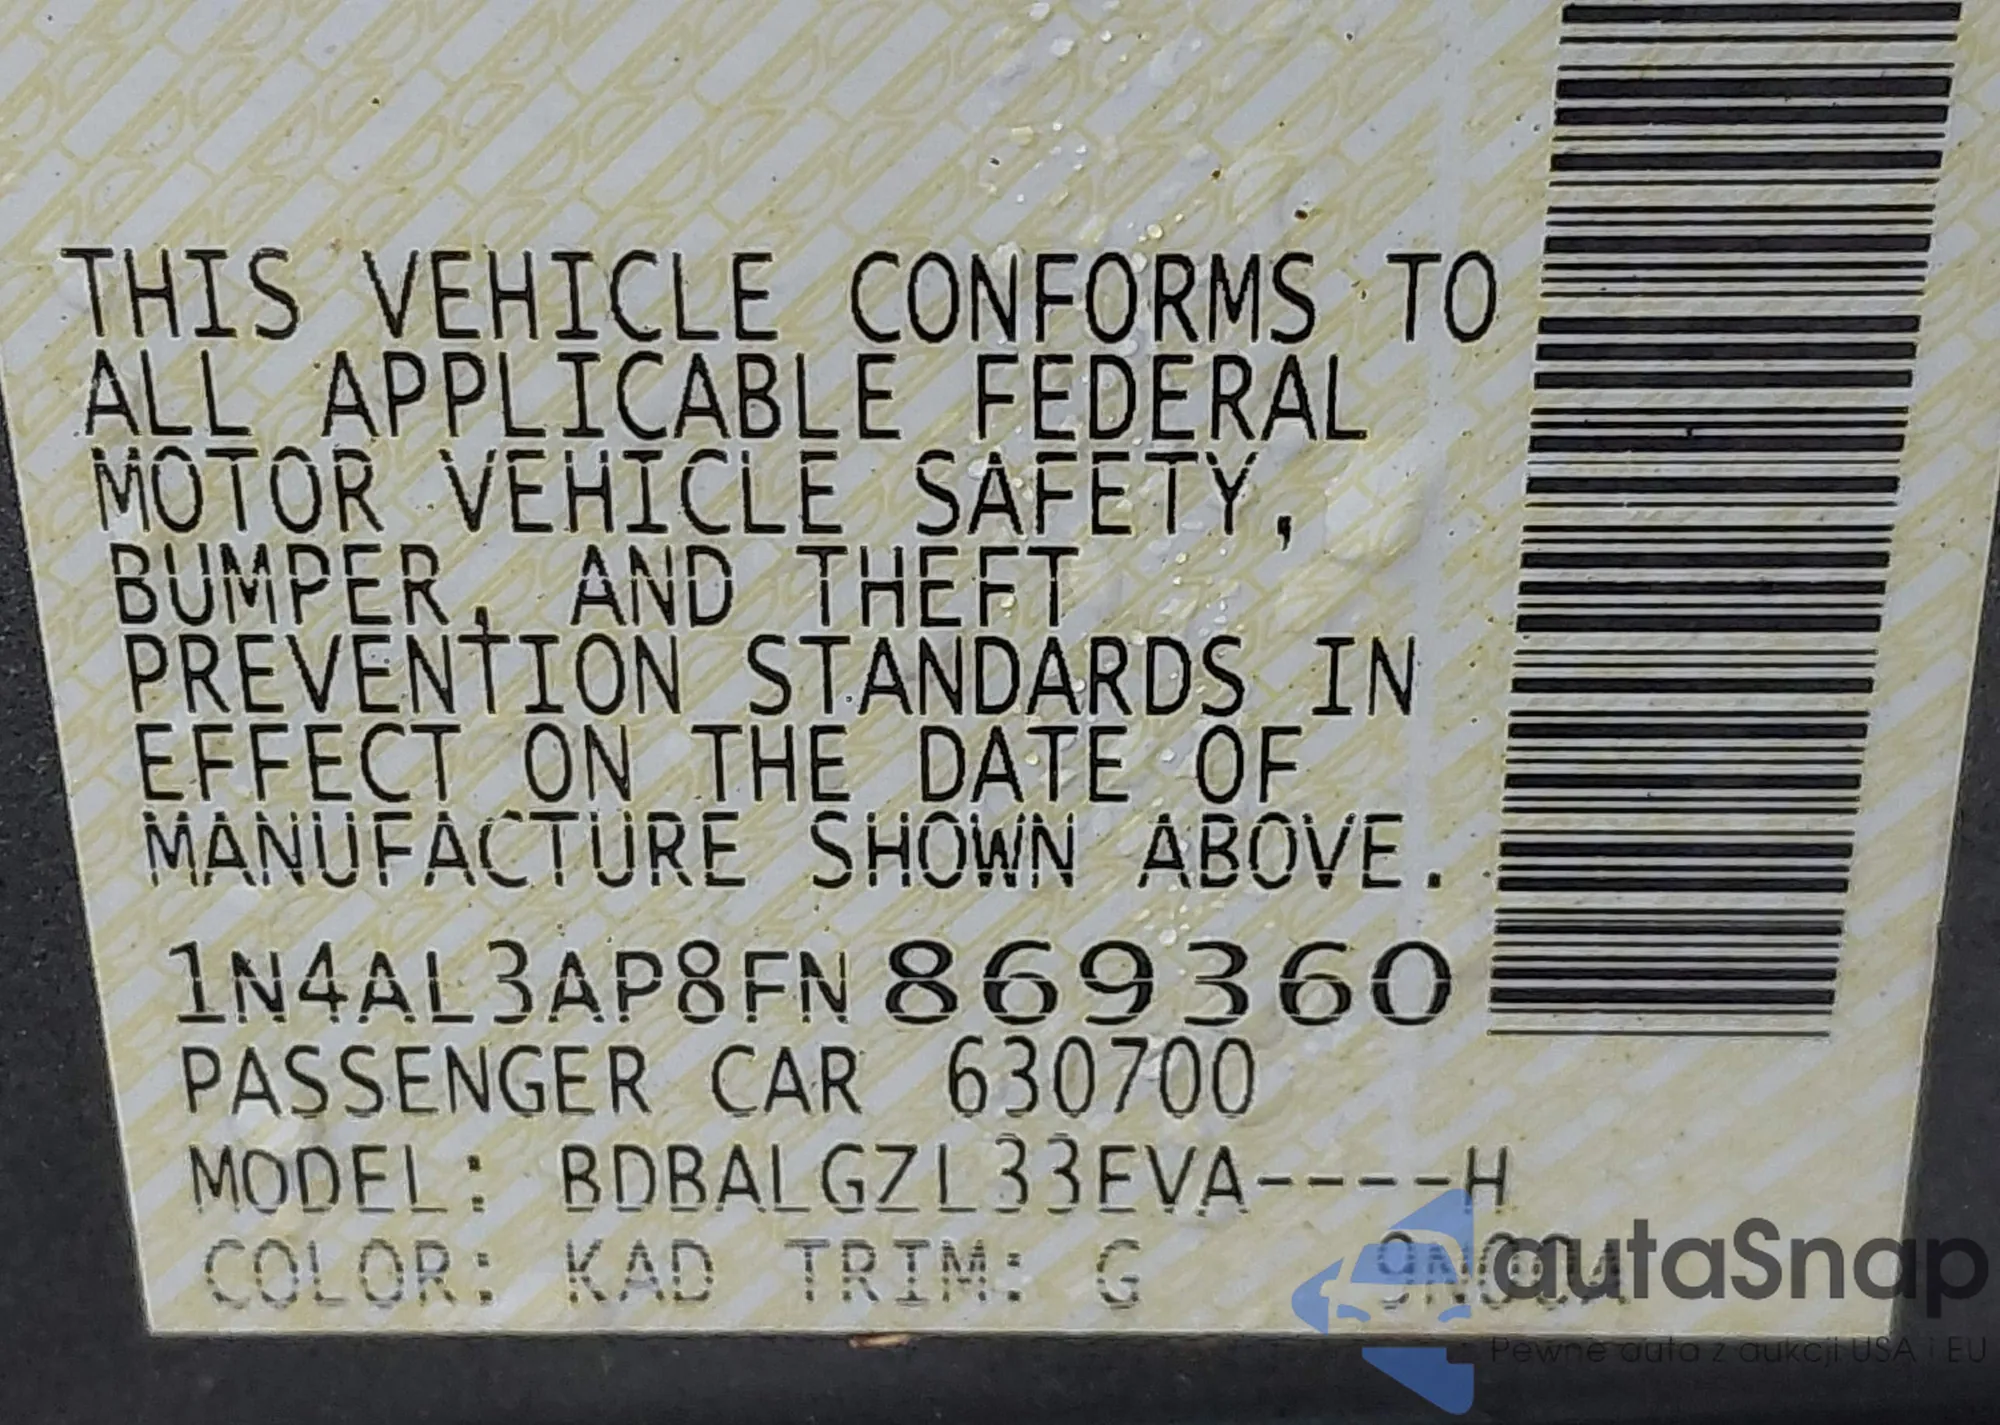 THIS VEHICLE CONFORMS TO
ALL APPLICABLE FEDERAL
MOTOR VEHICLE SAFETY,
BUMPER, AND THEFT
PREVENTION STANDARDS IN
EFFECT ON THE DATE OF
MANUFACTURE SHOWN ABOVE.
1N4AL3AP8FN869360
PASSENGER CAR 630700
MODEL: BDBALGZL33EVA----H
COLOR: KAD TRIM: G
autaSnap
Pewne auta z aukcji USA i EU